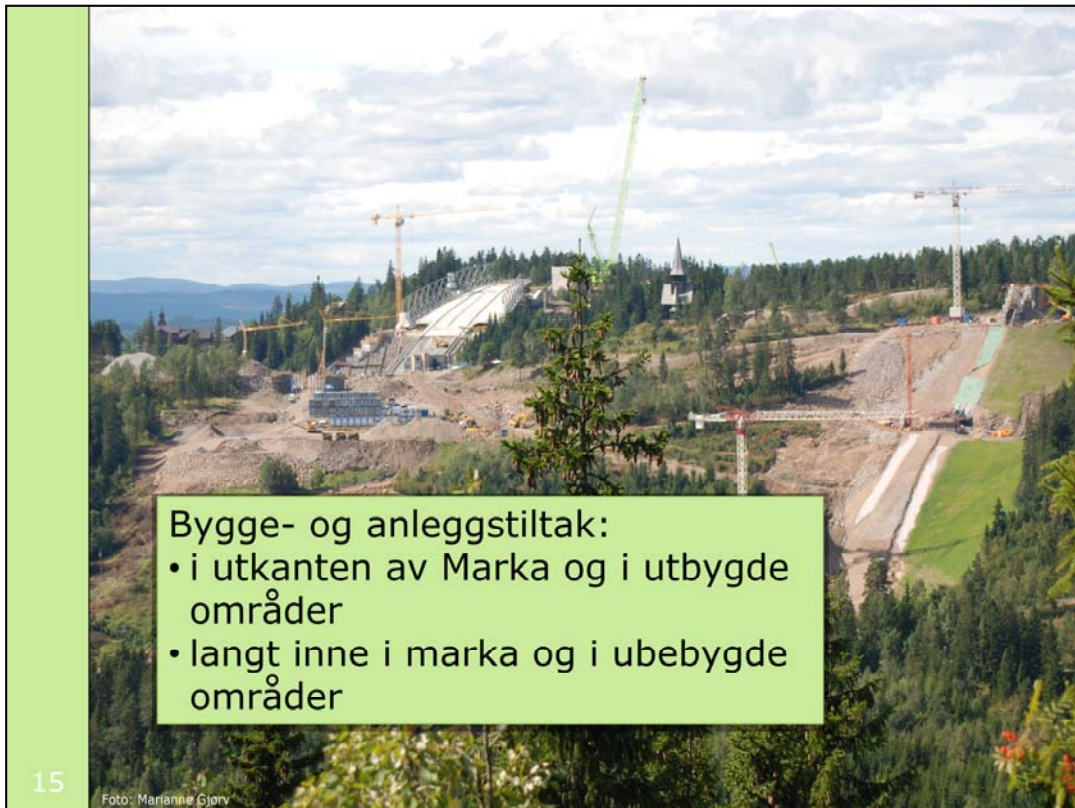 Bygge- og anleggstiltak:
• i utkanten av Marka og i utbygde
områder
• langt inne i marka og i ubebygde
områder
15
Foto: Marianne Gjørv